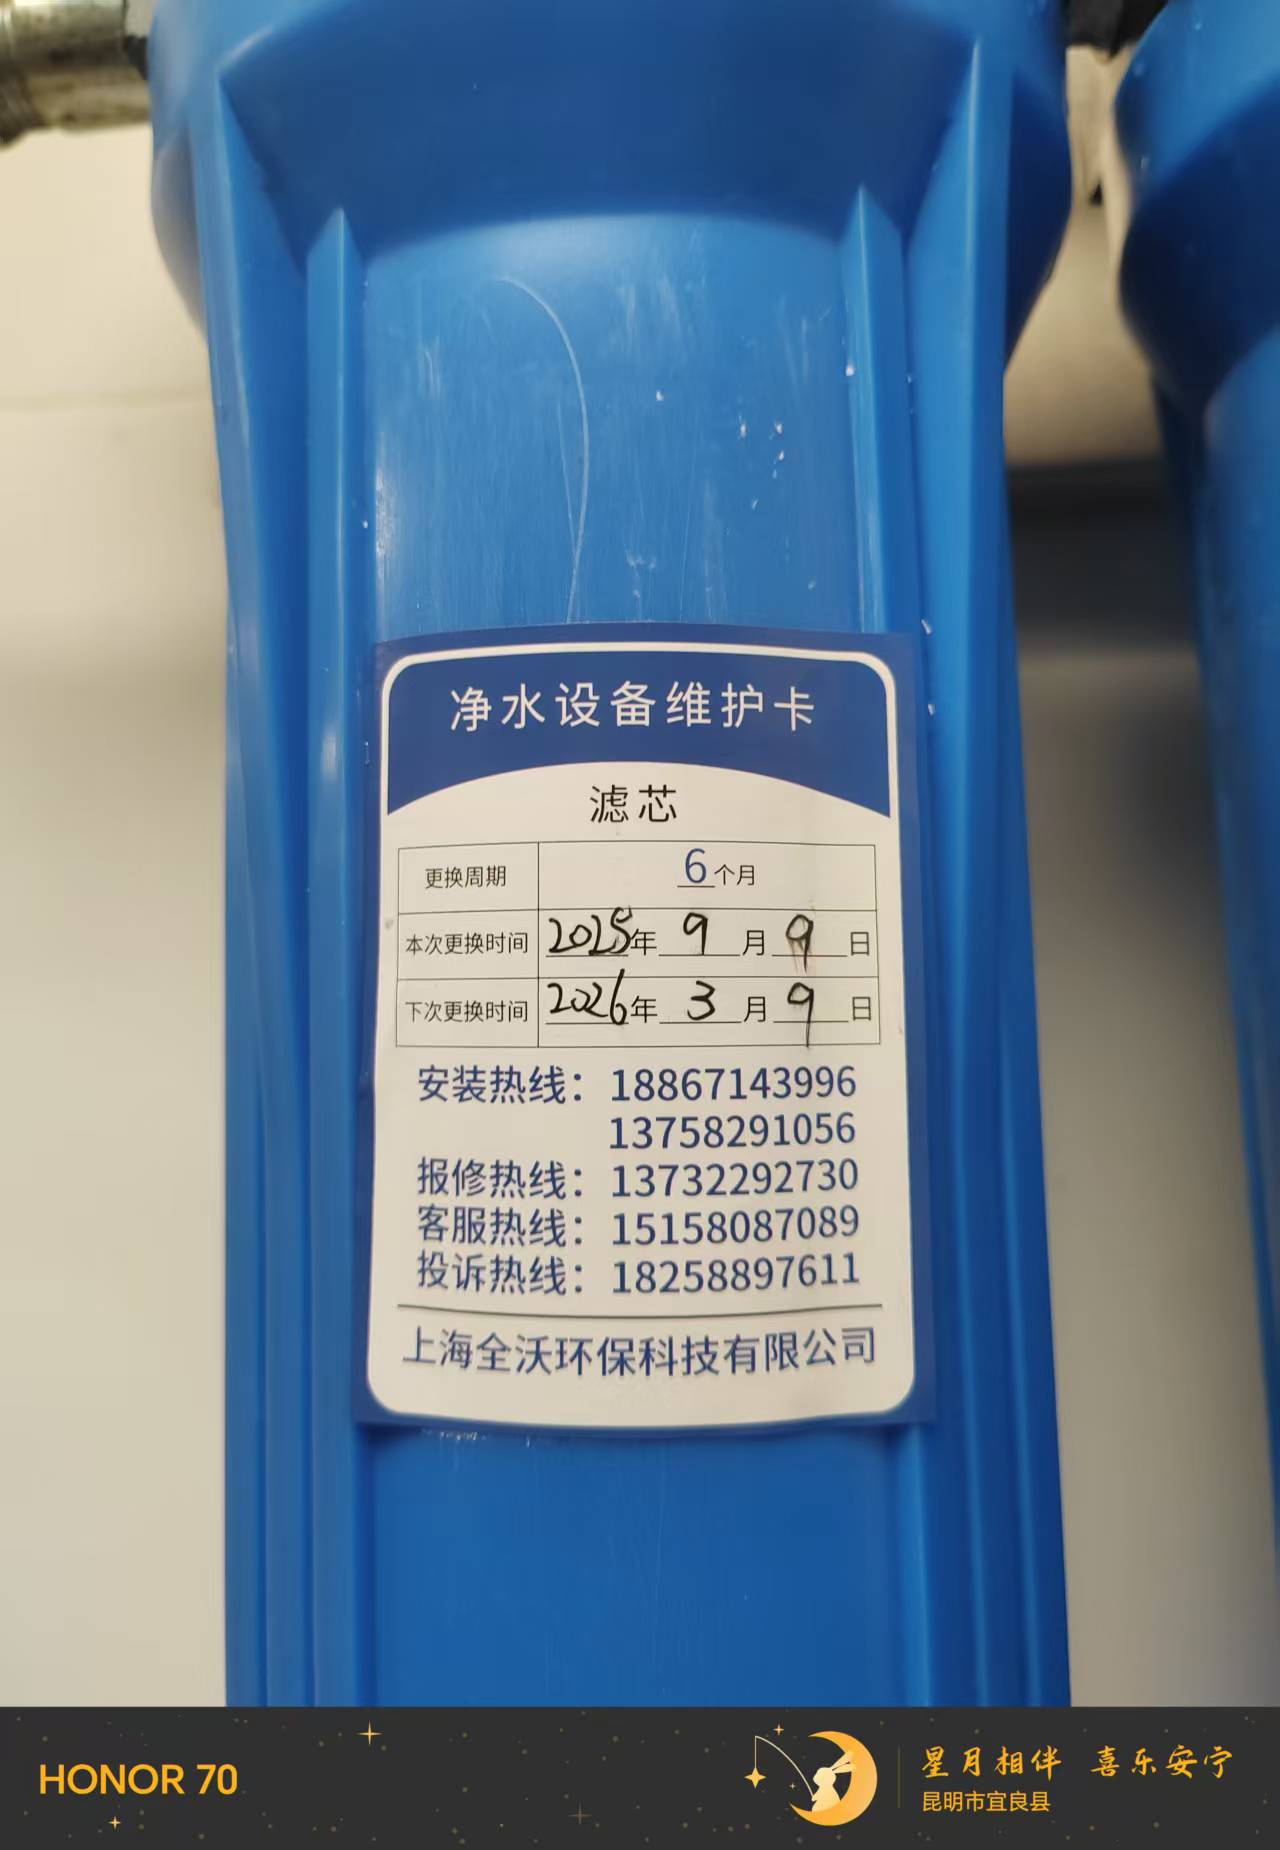 净水设备维护卡
滤芯
更换周期 6个月
本次更换时间 2025年 9 月 9 日
下次更换时间 2026年 3 月 9 日
安装热线：18867143996
13758291056
报修热线：13732292730
客服热线：15158087089
投诉热线：18258897611
上海全沃环保科技有限公司
HONOR 70
星月相伴 喜乐安宁
昆明市宜良县